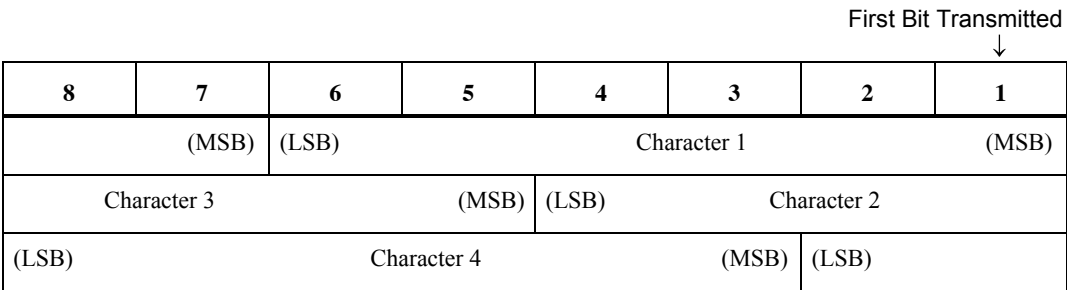 First Bit Transmitted
↓
8 7 6 5 4 3 2 1
(MSB) (LSB) Character 1 (MSB)
Character 3 (MSB) (LSB) Character 2
(LSB) Character 4 (MSB) (LSB)